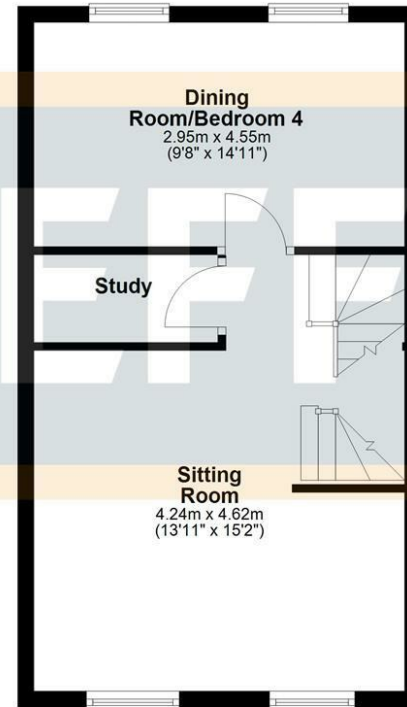 Dining
Room/Bedroom 4
2.95m x 4.55m
(9'8" x 14'11")
Study
Sitting
Room
4.24m x 4.62m
(13'11" x 15'2")